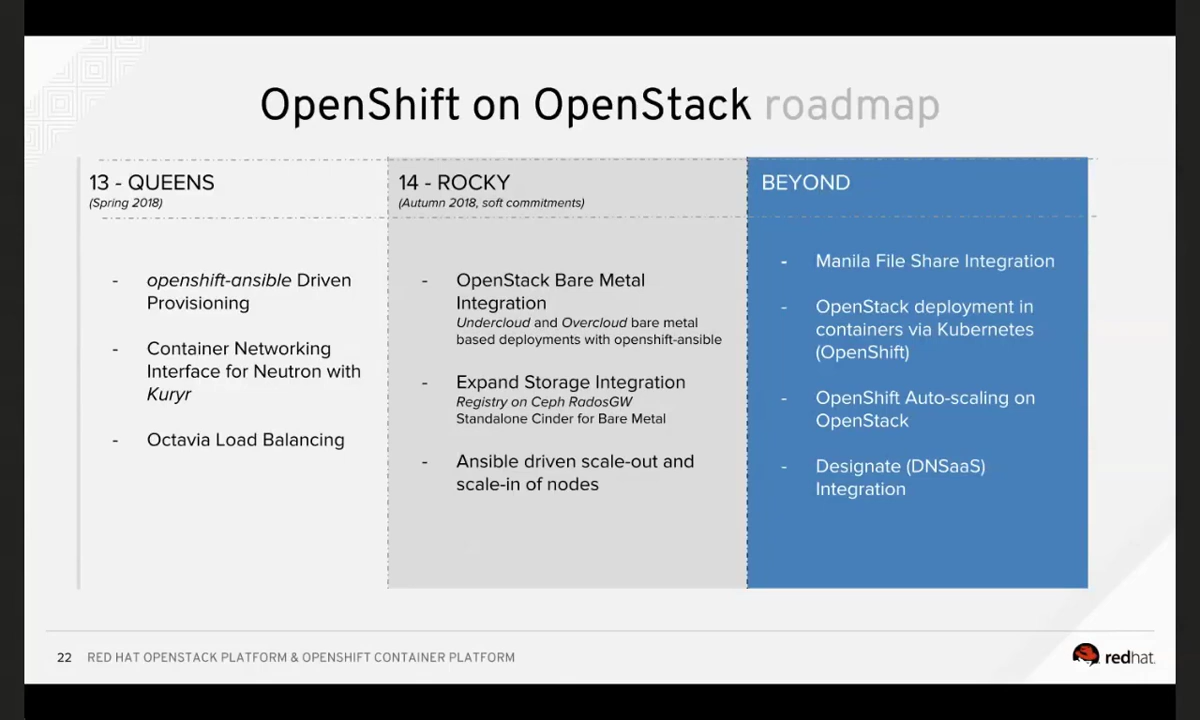 OpenShift on OpenStack roadmap
13 - QUEENS
(Spring 2018)
- openshift-ansible Driven
Provisioning
- Container Networking
Interface for Neutron with
Kuryr
- Octavia Load Balancing
14 - ROCKY
(Autumn 2018, soft commitments)
- OpenStack Bare Metal
Integration
Undercloud and Overcloud bare metal
based deployments with openshift-ansible
- Expand Storage Integration
Registry on Ceph RadosGW
Standalone Cinder for Bare Metal
- Ansible driven scale-out and
scale-in of nodes
BEYOND
- Manila File Share Integration
- OpenStack deployment in
containers via Kubernetes
(OpenShift)
- OpenShift Auto-scaling on
OpenStack
- Designate (DNSaaS)
Integration
22 RED HAT OPENSTACK PLATFORM & OPENSHIFT CONTAINER PLATFORM
redhat.